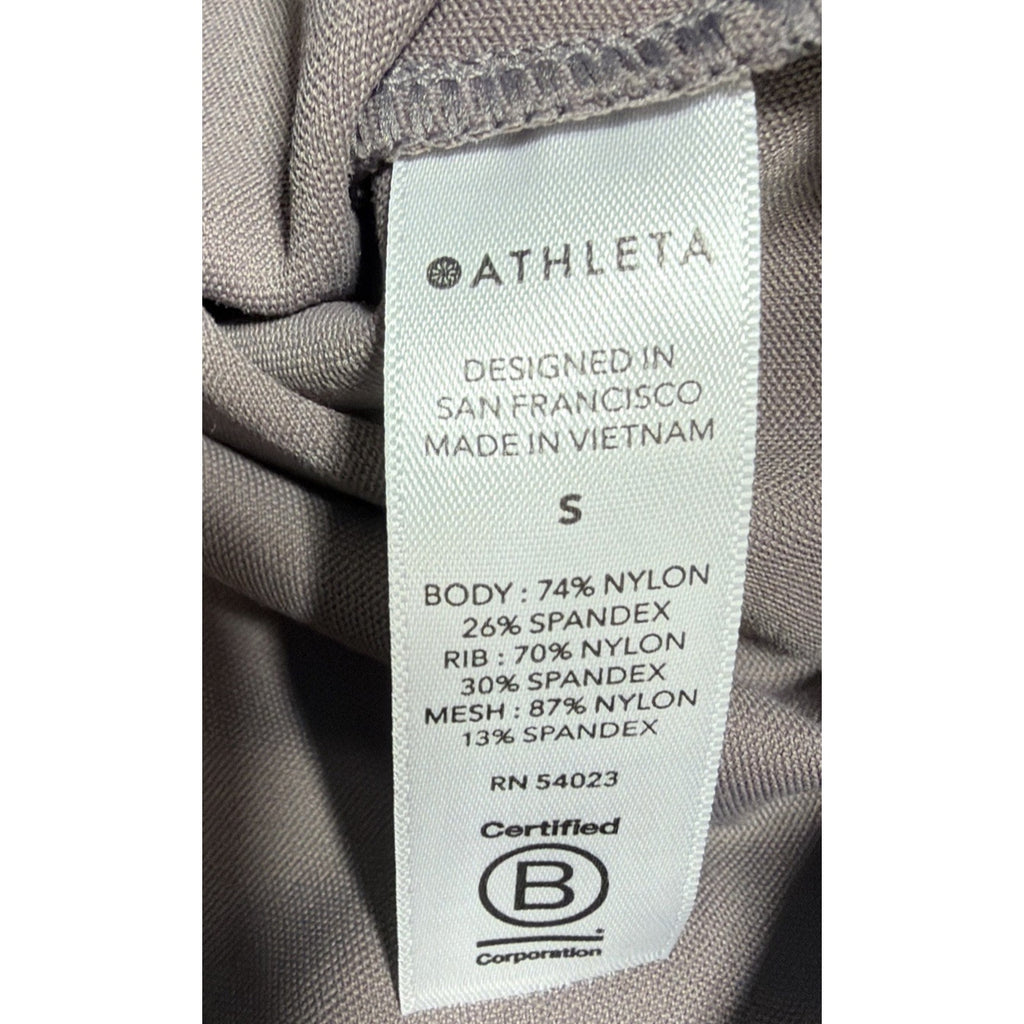 ATHLETA
DESIGNED IN
SAN FRANCISCO
MADE IN VIETNAM
S
BODY : 74% NYLON
26% SPANDEX
RIB : 70% NYLON
30% SPANDEX
MESH : 87% NYLON
13% SPANDEX
RN 54023
Certified
B
Corporation